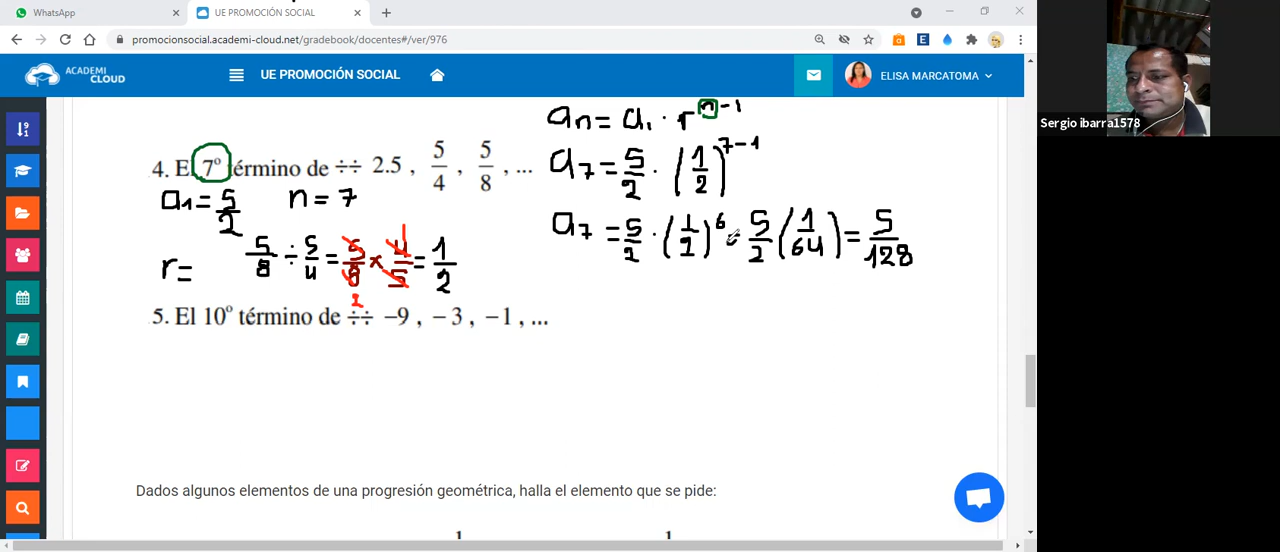 WhatsApp
UE PROMOCIÓN SOCIAL
promocionsocial.academi-cloud.net/gradebook/docentes#/ver/976
ACADEMI CLOUD
UE PROMOCIÓN SOCIAL
ELISA MARCATOMA
Sergio ibarra1578
an = a1 · r^n-1
4. E 7º término de ÷÷ 2.5 , 5/4 , 5/8 , ...
a7 = 5/2 · (1/2)^7-1
a1 = 5/2 n = 7
a7 = 5/2 · (1/2)^6 = 5/2 (1/64) = 5/128
r = 5/8 ÷ 5/4 = 5/8 × 4/5 = 1/2
1
2
5. El 10º término de ÷÷ −9 , − 3 , −1 , ...
Dados algunos elementos de una progresión geométrica, halla el elemento que se pide: